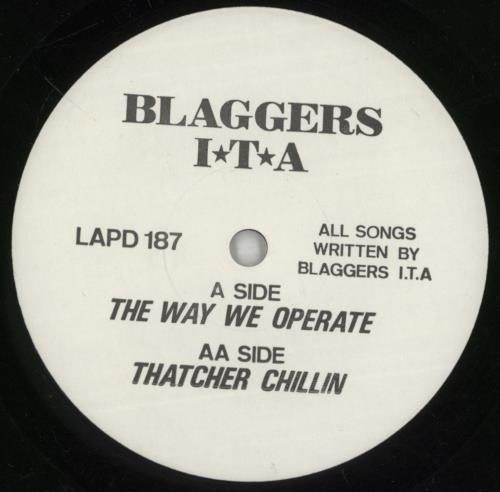 BLAGGERS
I★T★A
LAPD 187
ALL SONGS
WRITTEN BY
BLAGGERS I.T.A
A SIDE
THE WAY WE OPERATE
AA SIDE
THATCHER CHILLIN